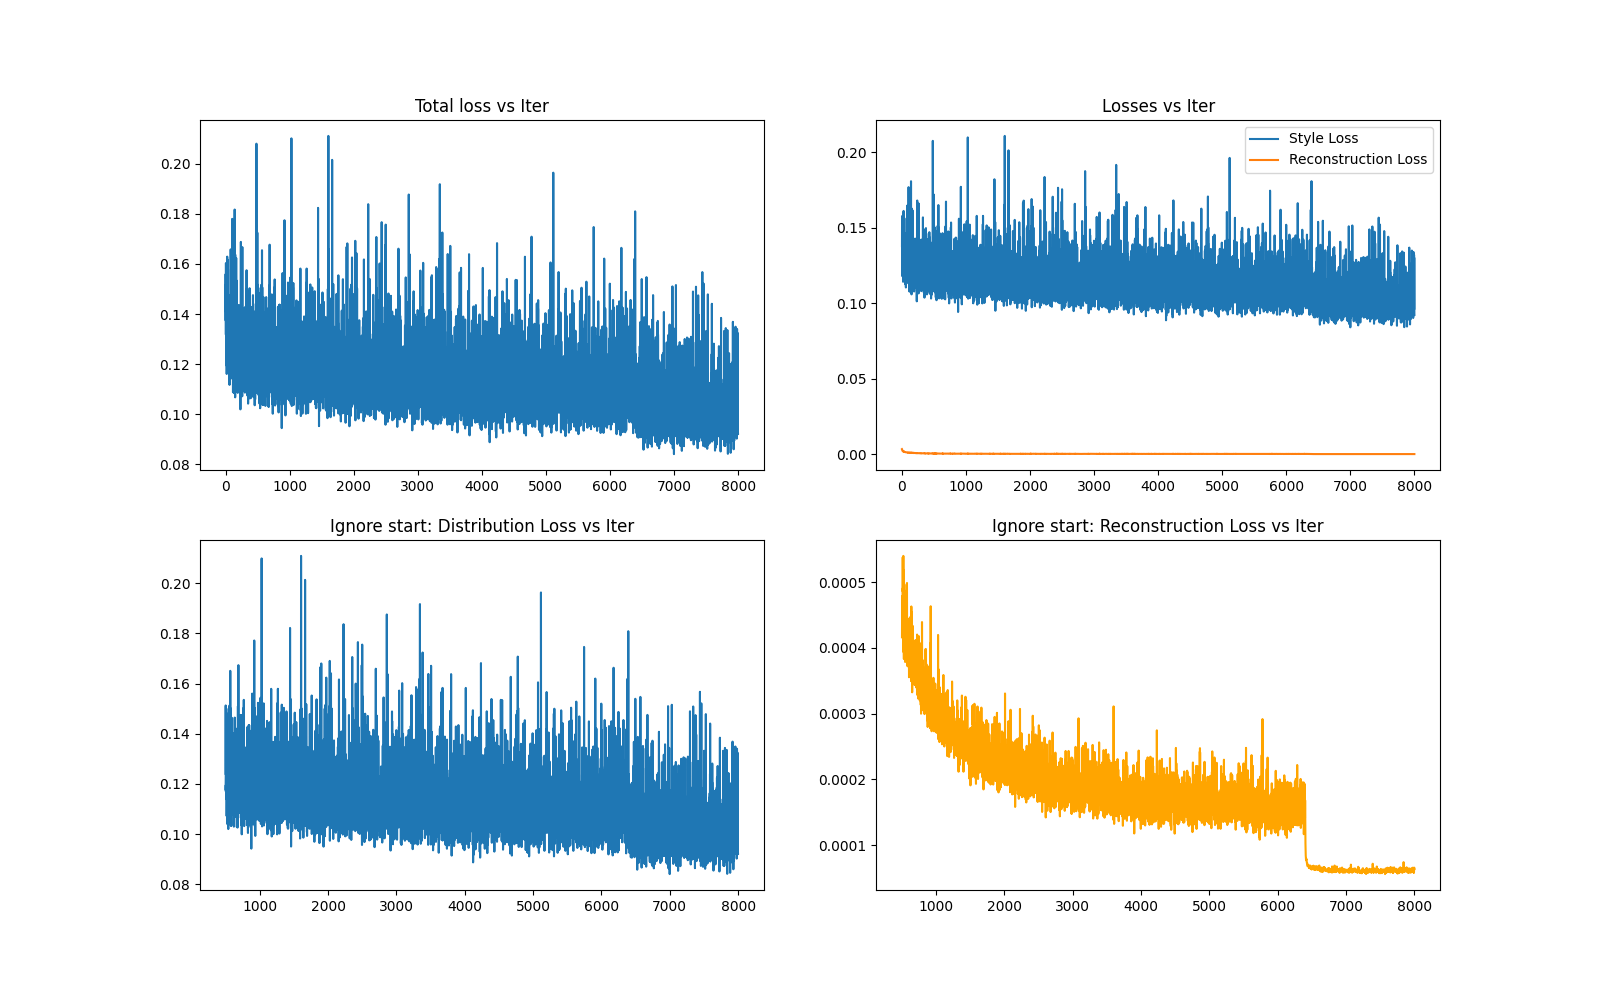 Total loss vs Iter
0.20
0.18
0.16
0.14
0.12
0.10
0.08
0 1000 2000 3000 4000 5000 6000 7000 8000
Losses vs Iter
Style Loss
Reconstruction Loss
0.20
0.15
0.10
0.05
0.00
0 1000 2000 3000 4000 5000 6000 7000 8000
Ignore start: Distribution Loss vs Iter
0.20
0.18
0.16
0.14
0.12
0.10
0.08
1000 2000 3000 4000 5000 6000 7000 8000
Ignore start: Reconstruction Loss vs Iter
0.0005
0.0004
0.0003
0.0002
0.0001
1000 2000 3000 4000 5000 6000 7000 8000